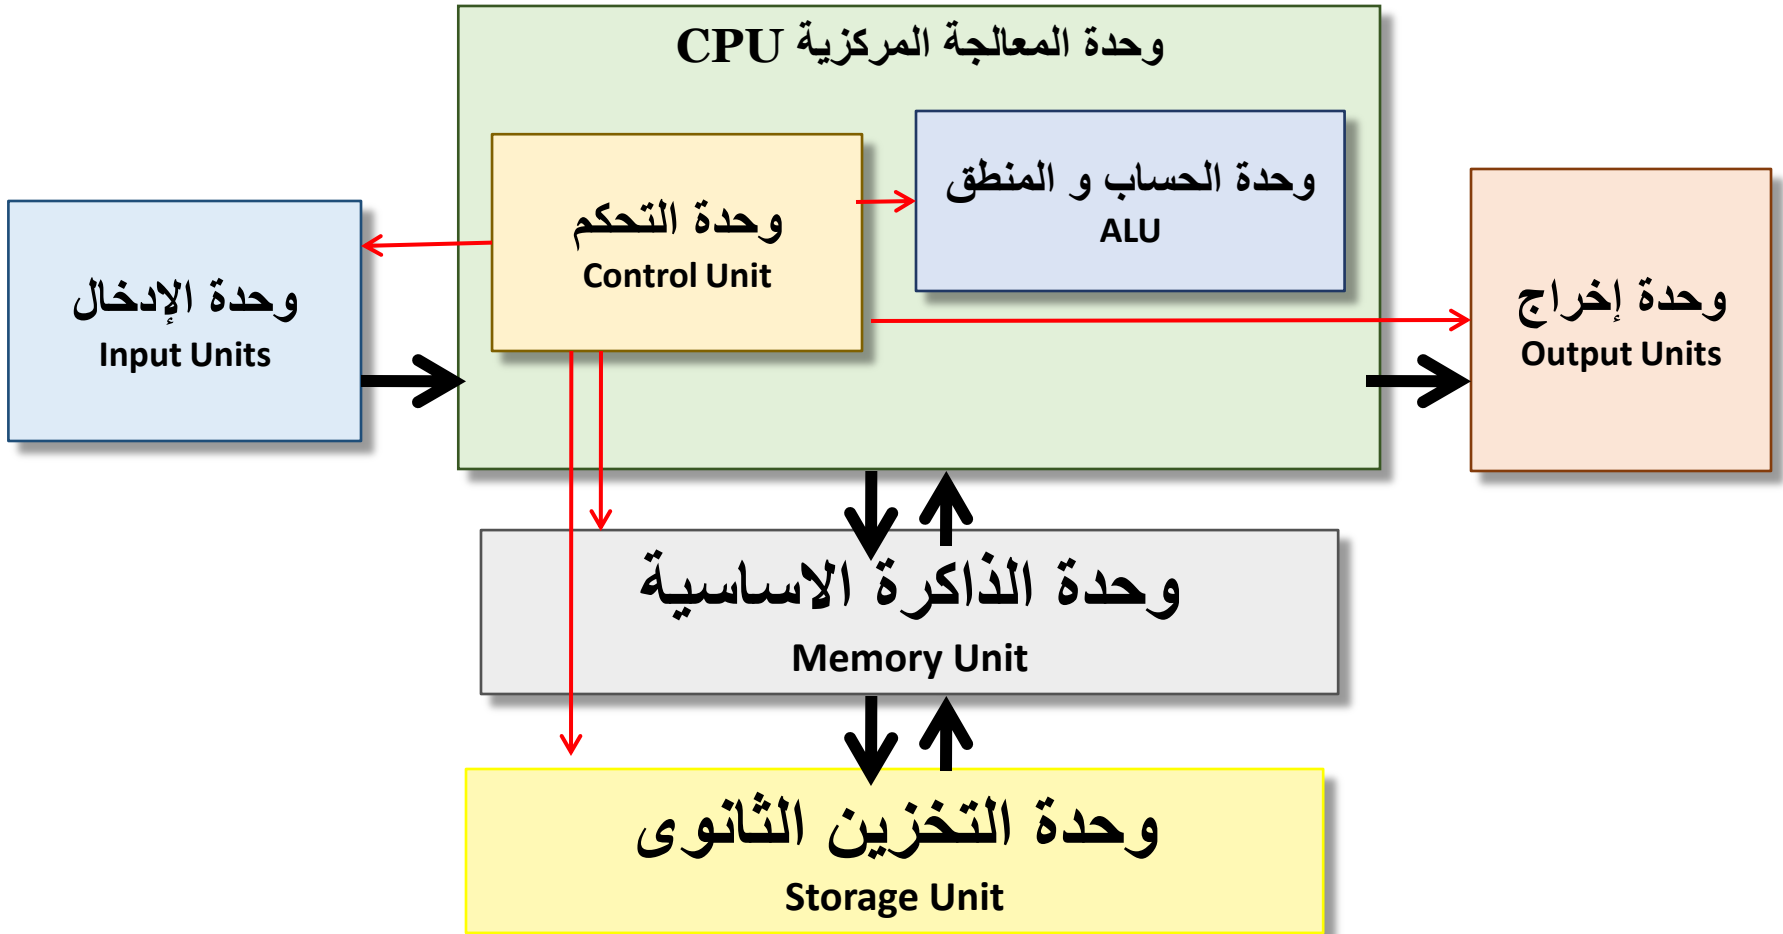 وحدة المعالجة المركزية CPU
وحدة الحساب و المنطق
ALU
وحدة التحكم
Control Unit
وحدة الإدخال
Input Units
وحدة إخراج
Output Units
وحدة الذاكرة الاساسية
Memory Unit
وحدة التخزين الثانوى
Storage Unit